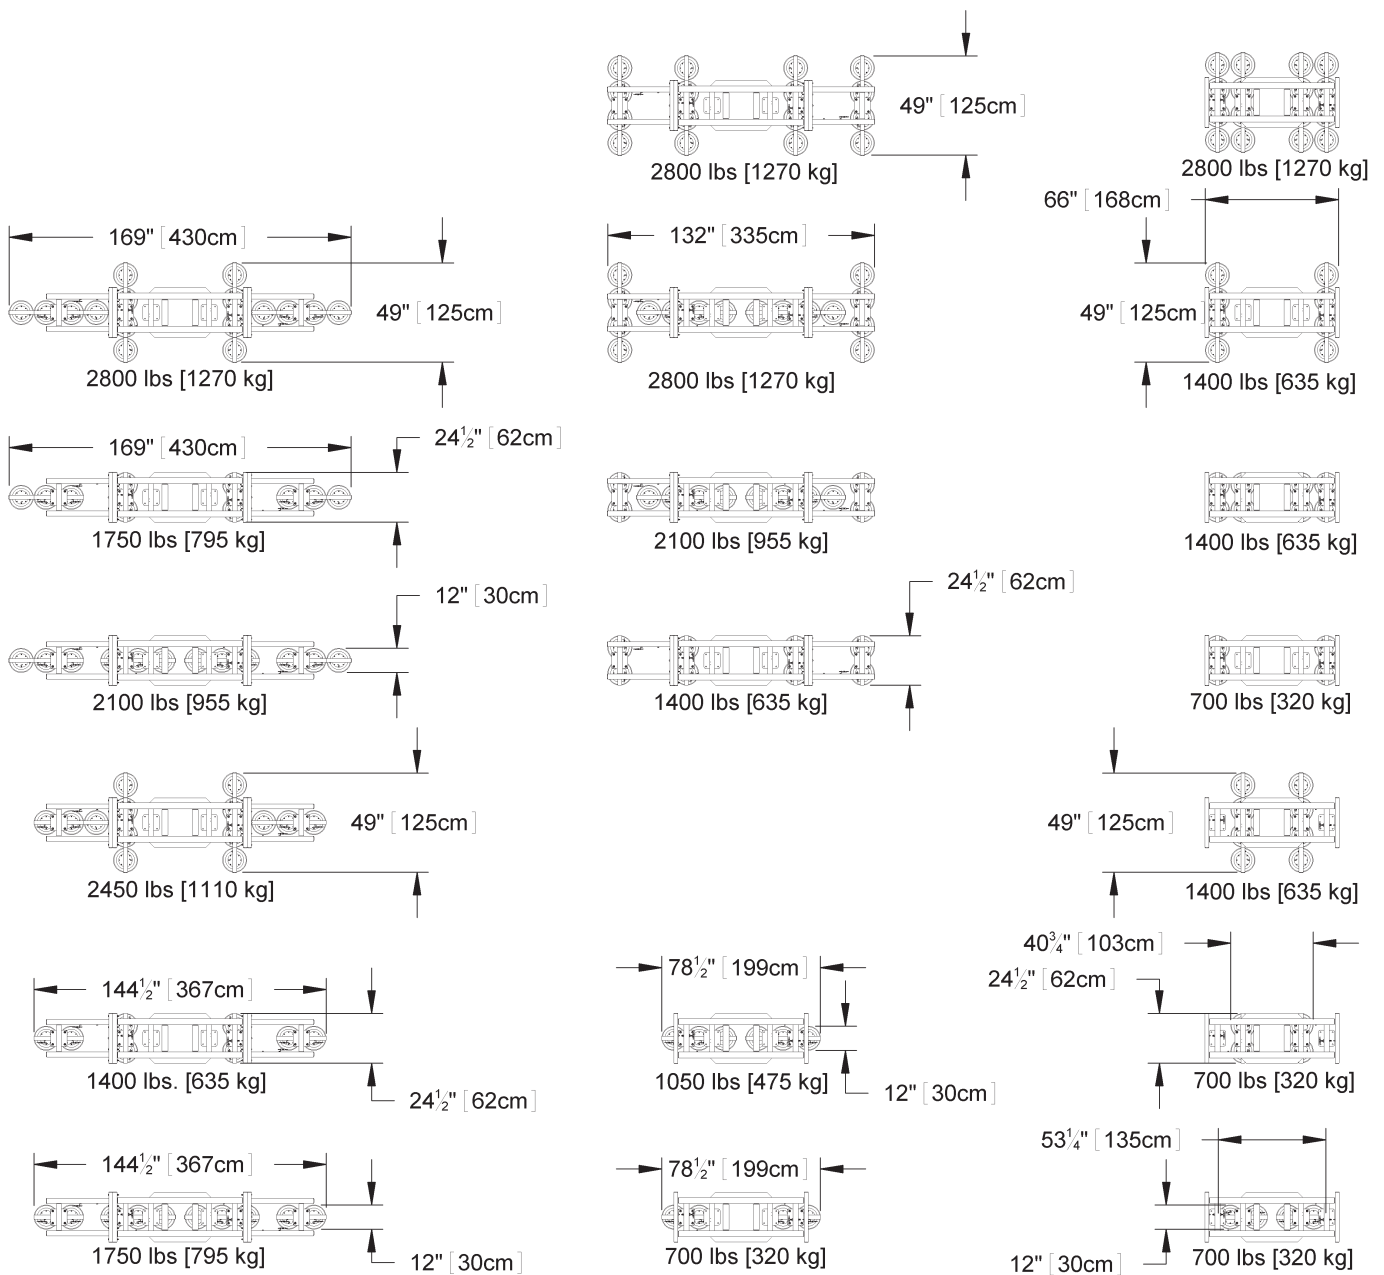 49" [125cm]
2800 lbs [1270 kg]
2800 lbs [1270 kg]
66" [168cm]
169" [430cm]
132" [335cm]
49" [125cm]
49" [125cm]
2800 lbs [1270 kg]
2800 lbs [1270 kg]
1400 lbs [635 kg]
169" [430cm]
24½" [62cm]
1750 lbs [795 kg]
2100 lbs [955 kg]
1400 lbs [635 kg]
12" [30cm]
24½" [62cm]
2100 lbs [955 kg]
1400 lbs [635 kg]
700 lbs [320 kg]
49" [125cm]
49" [125cm]
2450 lbs [1110 kg]
1400 lbs [635 kg]
40¾" [103cm]
144½" [367cm]
78½" [199cm]
24½" [62cm]
1400 lbs. [635 kg]
1050 lbs [475 kg]
700 lbs [320 kg]
24½" [62cm]
12" [30cm]
53¼" [135cm]
144½" [367cm]
78½" [199cm]
1750 lbs [795 kg]
700 lbs [320 kg]
700 lbs [320 kg]
12" [30cm]
12" [30cm]